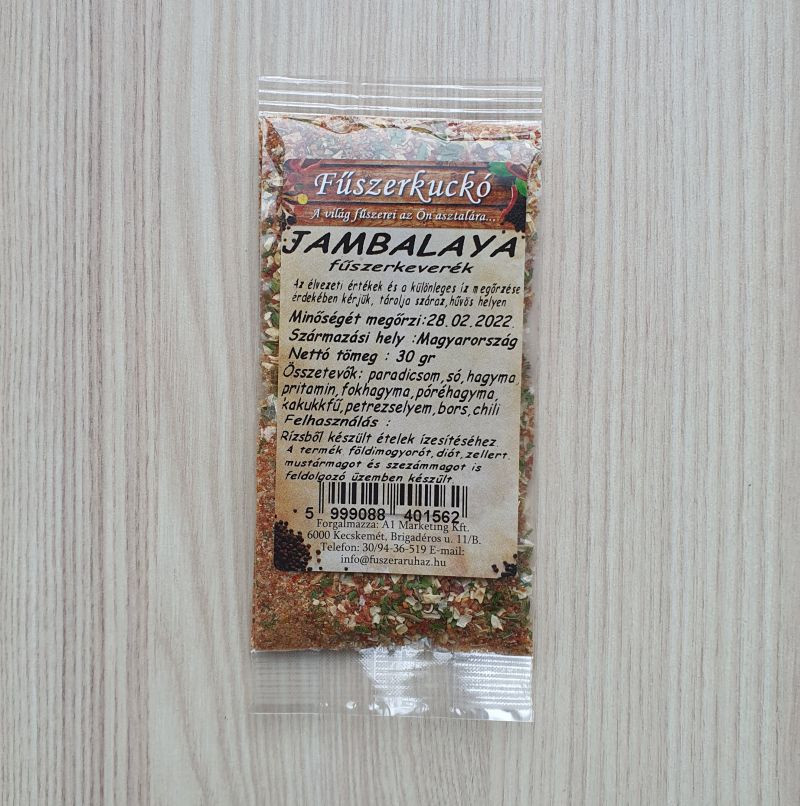 Fűszerkuckó
A világ fűszerei az Ön asztalára...
JAMBALAYA
fűszerkeverék
Az élvezeti értékek és a különleges íz megőrzése
érdekében kérjük, tárolja száraz,hűvös helyen
Minőségét megőrzi:28.02.2022.
Származási hely :Magyarország
Nettó tömeg : 30 gr
Összetevők: paradicsom,só,hagyma
pritamin,fokhagyma,póréhagyma,
kakukkfű,petrezselyem,bors,chili
Felhasználás :
Rízsből készült ételek ízesítéséhez.
A termék földimogyorót,diót,zellert
mustármagot és szezámmagot is
feldolgozó üzemben készült.
5 999088 401562
Forgalmazza: A1 Marketing Kft.
6000 Kecskemét, Brigadéros u. 11/B.
Telefon: 30/94-36-519 E-mail:
info@fuszeraruhaz.hu